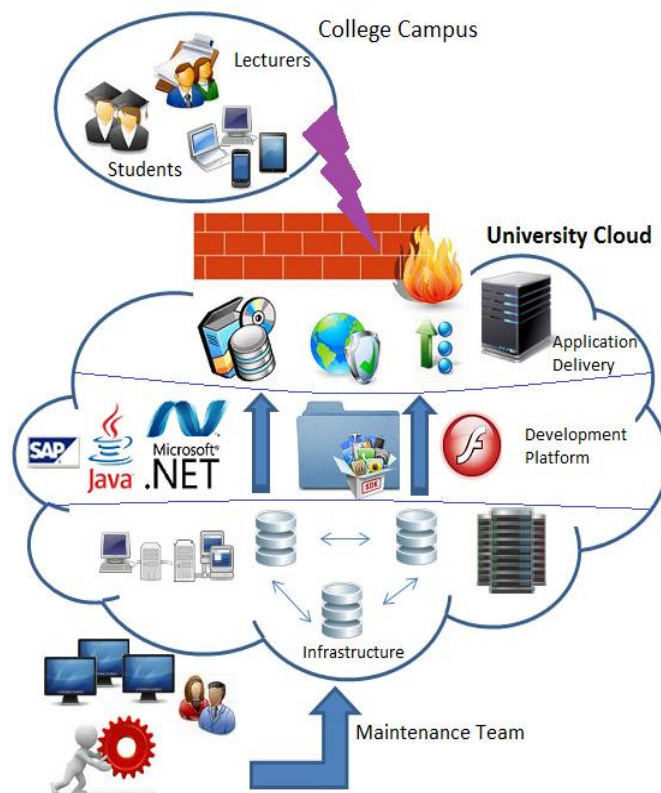 College Campus
Lecturers
Students
University Cloud
Application
Delivery
SAP
Java
Microsoft®
.NET
SDK
Development
Platform
Infrastructure
Maintenance Team